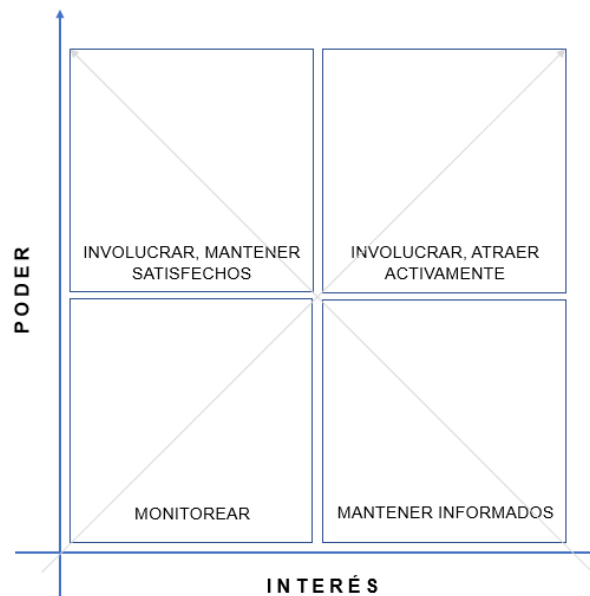 INVOLUCRAR, MANTENER
SATISFECHOS
INVOLUCRAR, ATRAER
ACTIVAMENTE
PODER
MONITOREAR
MANTENER INFORMADOS
INTERÉS